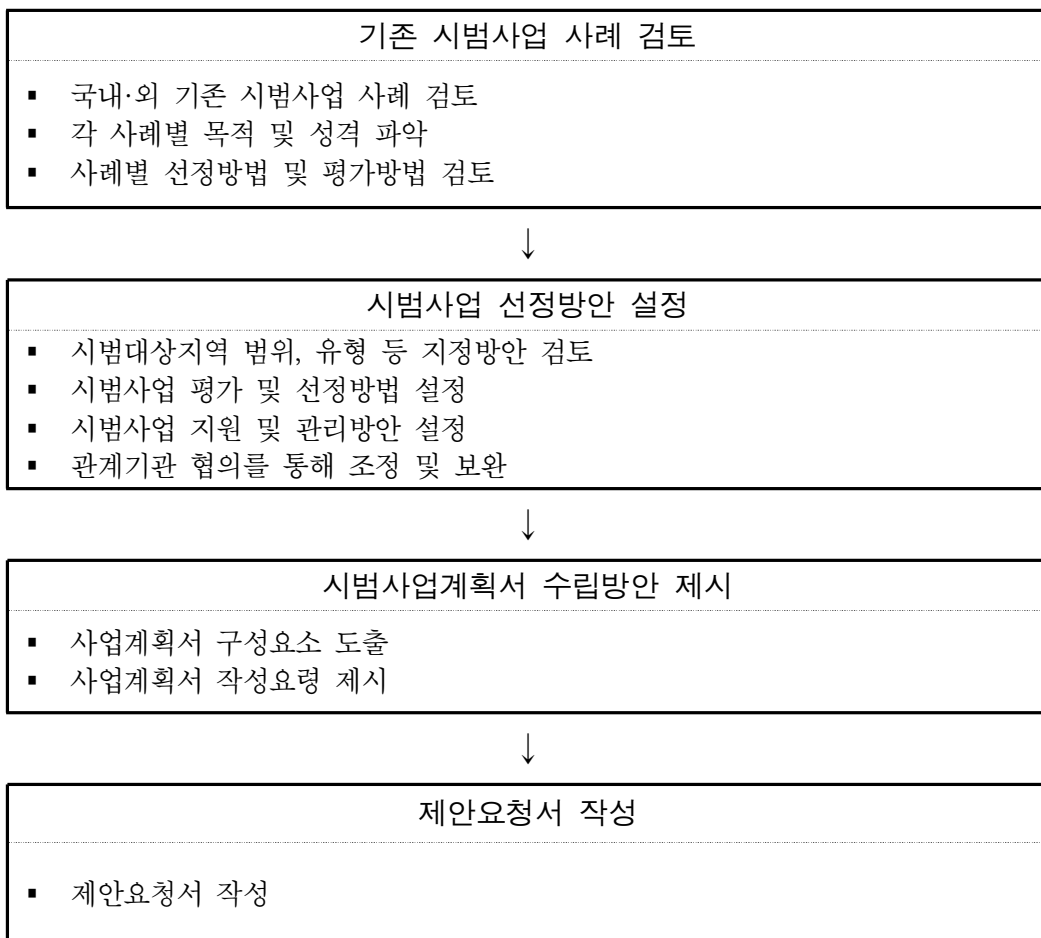 기존 시범사업 사례 검토
▪ 국내·외 기존 시범사업 사례 검토
▪ 각 사례별 목적 및 성격 파악
▪ 사례별 선정방법 및 평가방법 검토
↓
시범사업 선정방안 설정
▪ 시범대상지역 범위, 유형 등 지정방안 검토
▪ 시범사업 평가 및 선정방법 설정
▪ 시범사업 지원 및 관리방안 설정
▪ 관계기관 협의를 통해 조정 및 보완
↓
시범사업계획서 수립방안 제시
▪ 사업계획서 구성요소 도출
▪ 사업계획서 작성요령 제시
↓
제안요청서 작성
▪ 제안요청서 작성